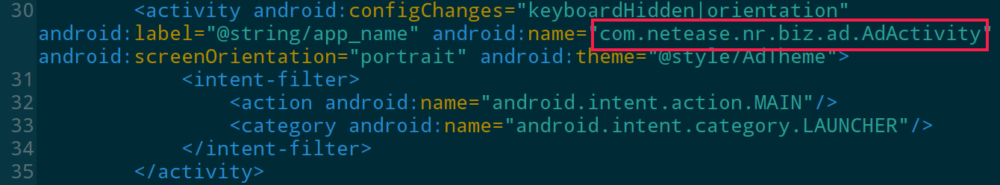 30 <activity android:configChanges="keyboardHidden|orientation"
android:label="@string/app_name" android:name="com.netease.nr.biz.ad.AdActivity"
android:screenOrientation="portrait" android:theme="@style/AdTheme">
31 <intent-filter>
32 <action android:name="android.intent.action.MAIN"/>
33 <category android:name="android.intent.category.LAUNCHER"/>
34 </intent-filter>
35 </activity>